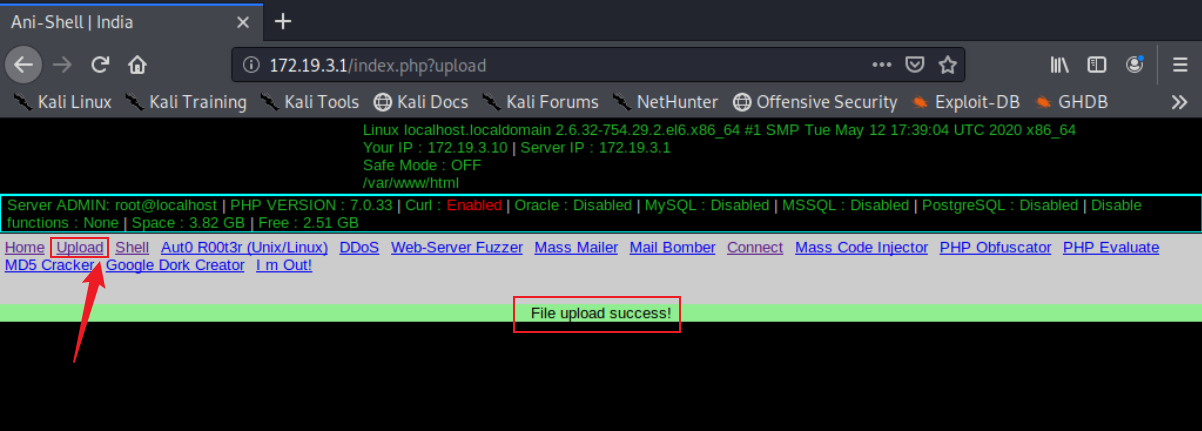 Ani-Shell | India
172.19.3.1/index.php?upload
Kali Linux Kali Training Kali Tools Kali Docs Kali Forums NetHunter Offensive Security Exploit-DB GHDB
Linux localhost.localdomain 2.6.32-754.29.2.el6.x86_64 #1 SMP Tue May 12 17:39:04 UTC 2020 x86_64
Your IP : 172.19.3.10 | Server IP : 172.19.3.1
Safe Mode : OFF
/var/www/html
Server ADMIN: root@localhost | PHP VERSION : 7.0.33 | Curl : Enabled | Oracle : Disabled | MySQL : Disabled | MSSQL : Disabled | PostgreSQL : Disabled | Disable
functions : None | Space : 3.82 GB | Free : 2.51 GB
Home Upload Shell Aut0 R00t3r (Unix/Linux) DDoS Web-Server Fuzzer Mass Mailer Mail Bomber Connect Mass Code Injector PHP Obfuscator PHP Evaluate
MD5 Cracker Google Dork Creator I m Out!
File upload success!